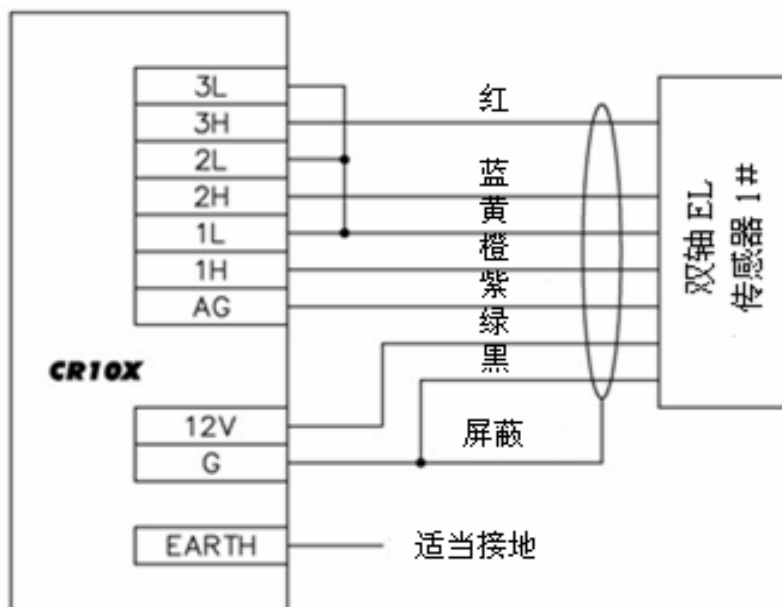 3L
3H
2L
2H
1L
1H
AG
CR10X
12V
G
EARTH
红
蓝
黄
橙
紫
绿
黑
屏蔽
适当接地
双轴 EL
传感器 1#